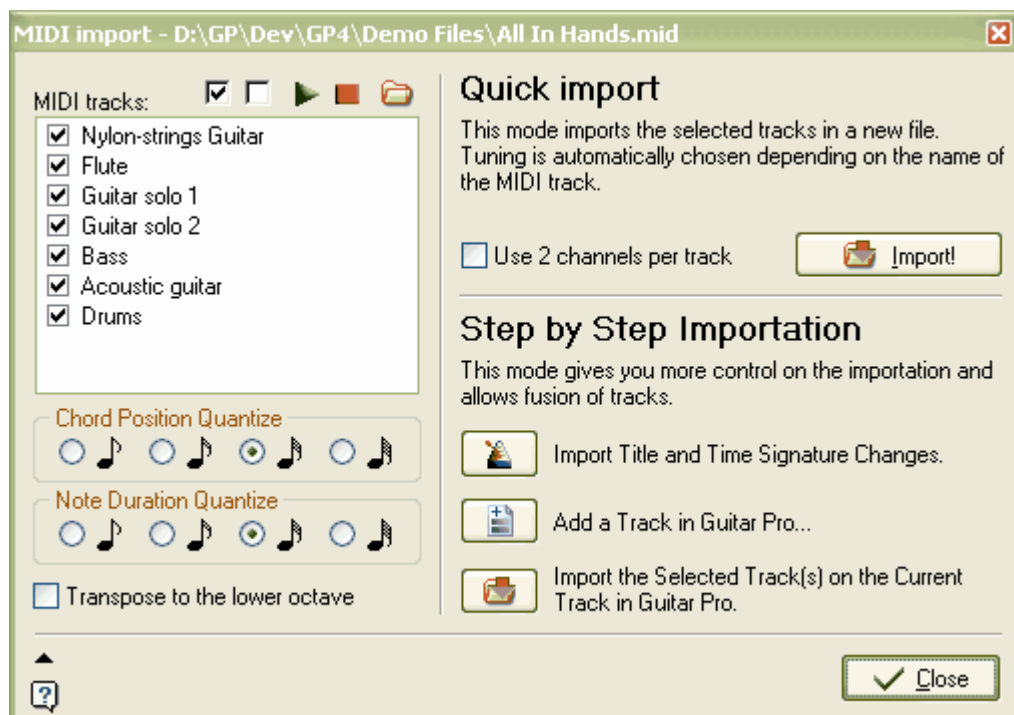 MIDI import - D:\GP\Dev\GP4\Demo Files\All In Hands.mid
MIDI tracks:
Nylon-strings Guitar
Flute
Guitar solo 1
Guitar solo 2
Bass
Acoustic guitar
Drums
Chord Position Quantize
Note Duration Quantize
Transpose to the lower octave
Quick import
This mode imports the selected tracks in a new file.
Tuning is automatically chosen depending on the name of
the MIDI track.
Use 2 channels per track
Import!
Step by Step Importation
This mode gives you more control on the importation and
allows fusion of tracks.
Import Title and Time Signature Changes.
Add a Track in Guitar Pro...
Import the Selected Track(s) on the Current
Track in Guitar Pro.
?
Close